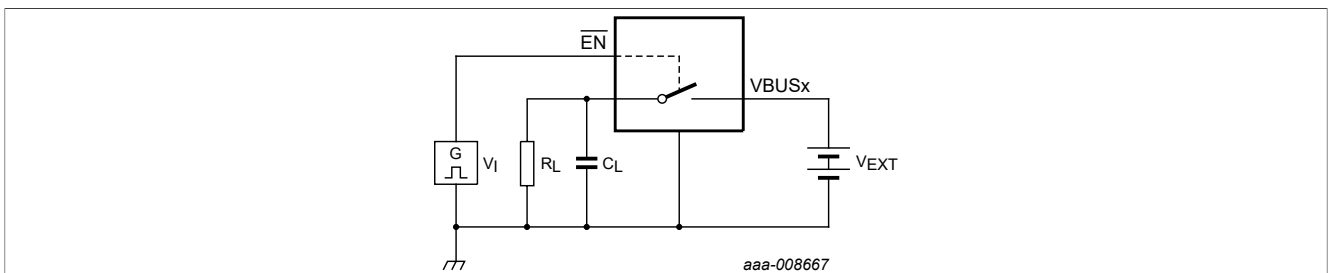 EN
VBUSx
G
VI
RL
CL
VEXT
aaa-008667